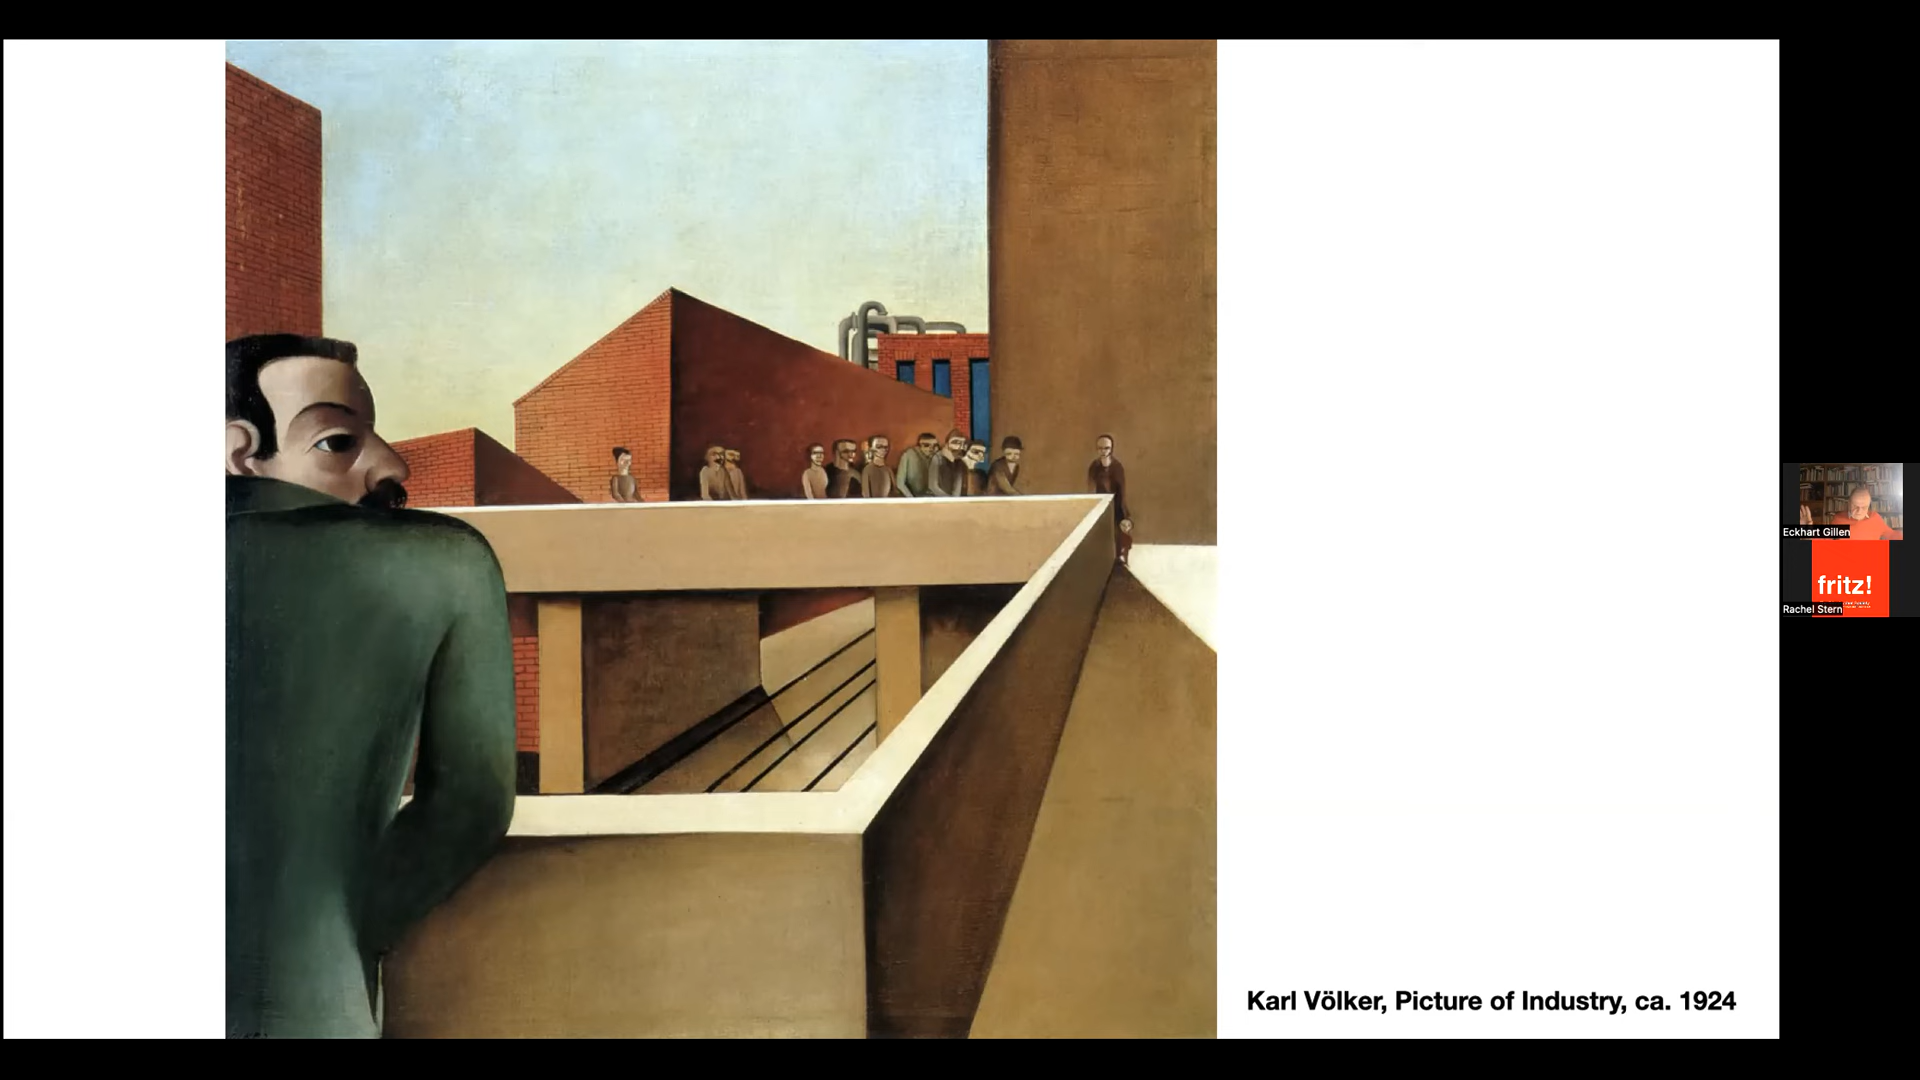 Karl Völker, Picture of Industry, ca. 1924
Eckhart Gillen
fritz!
Rachel Stern